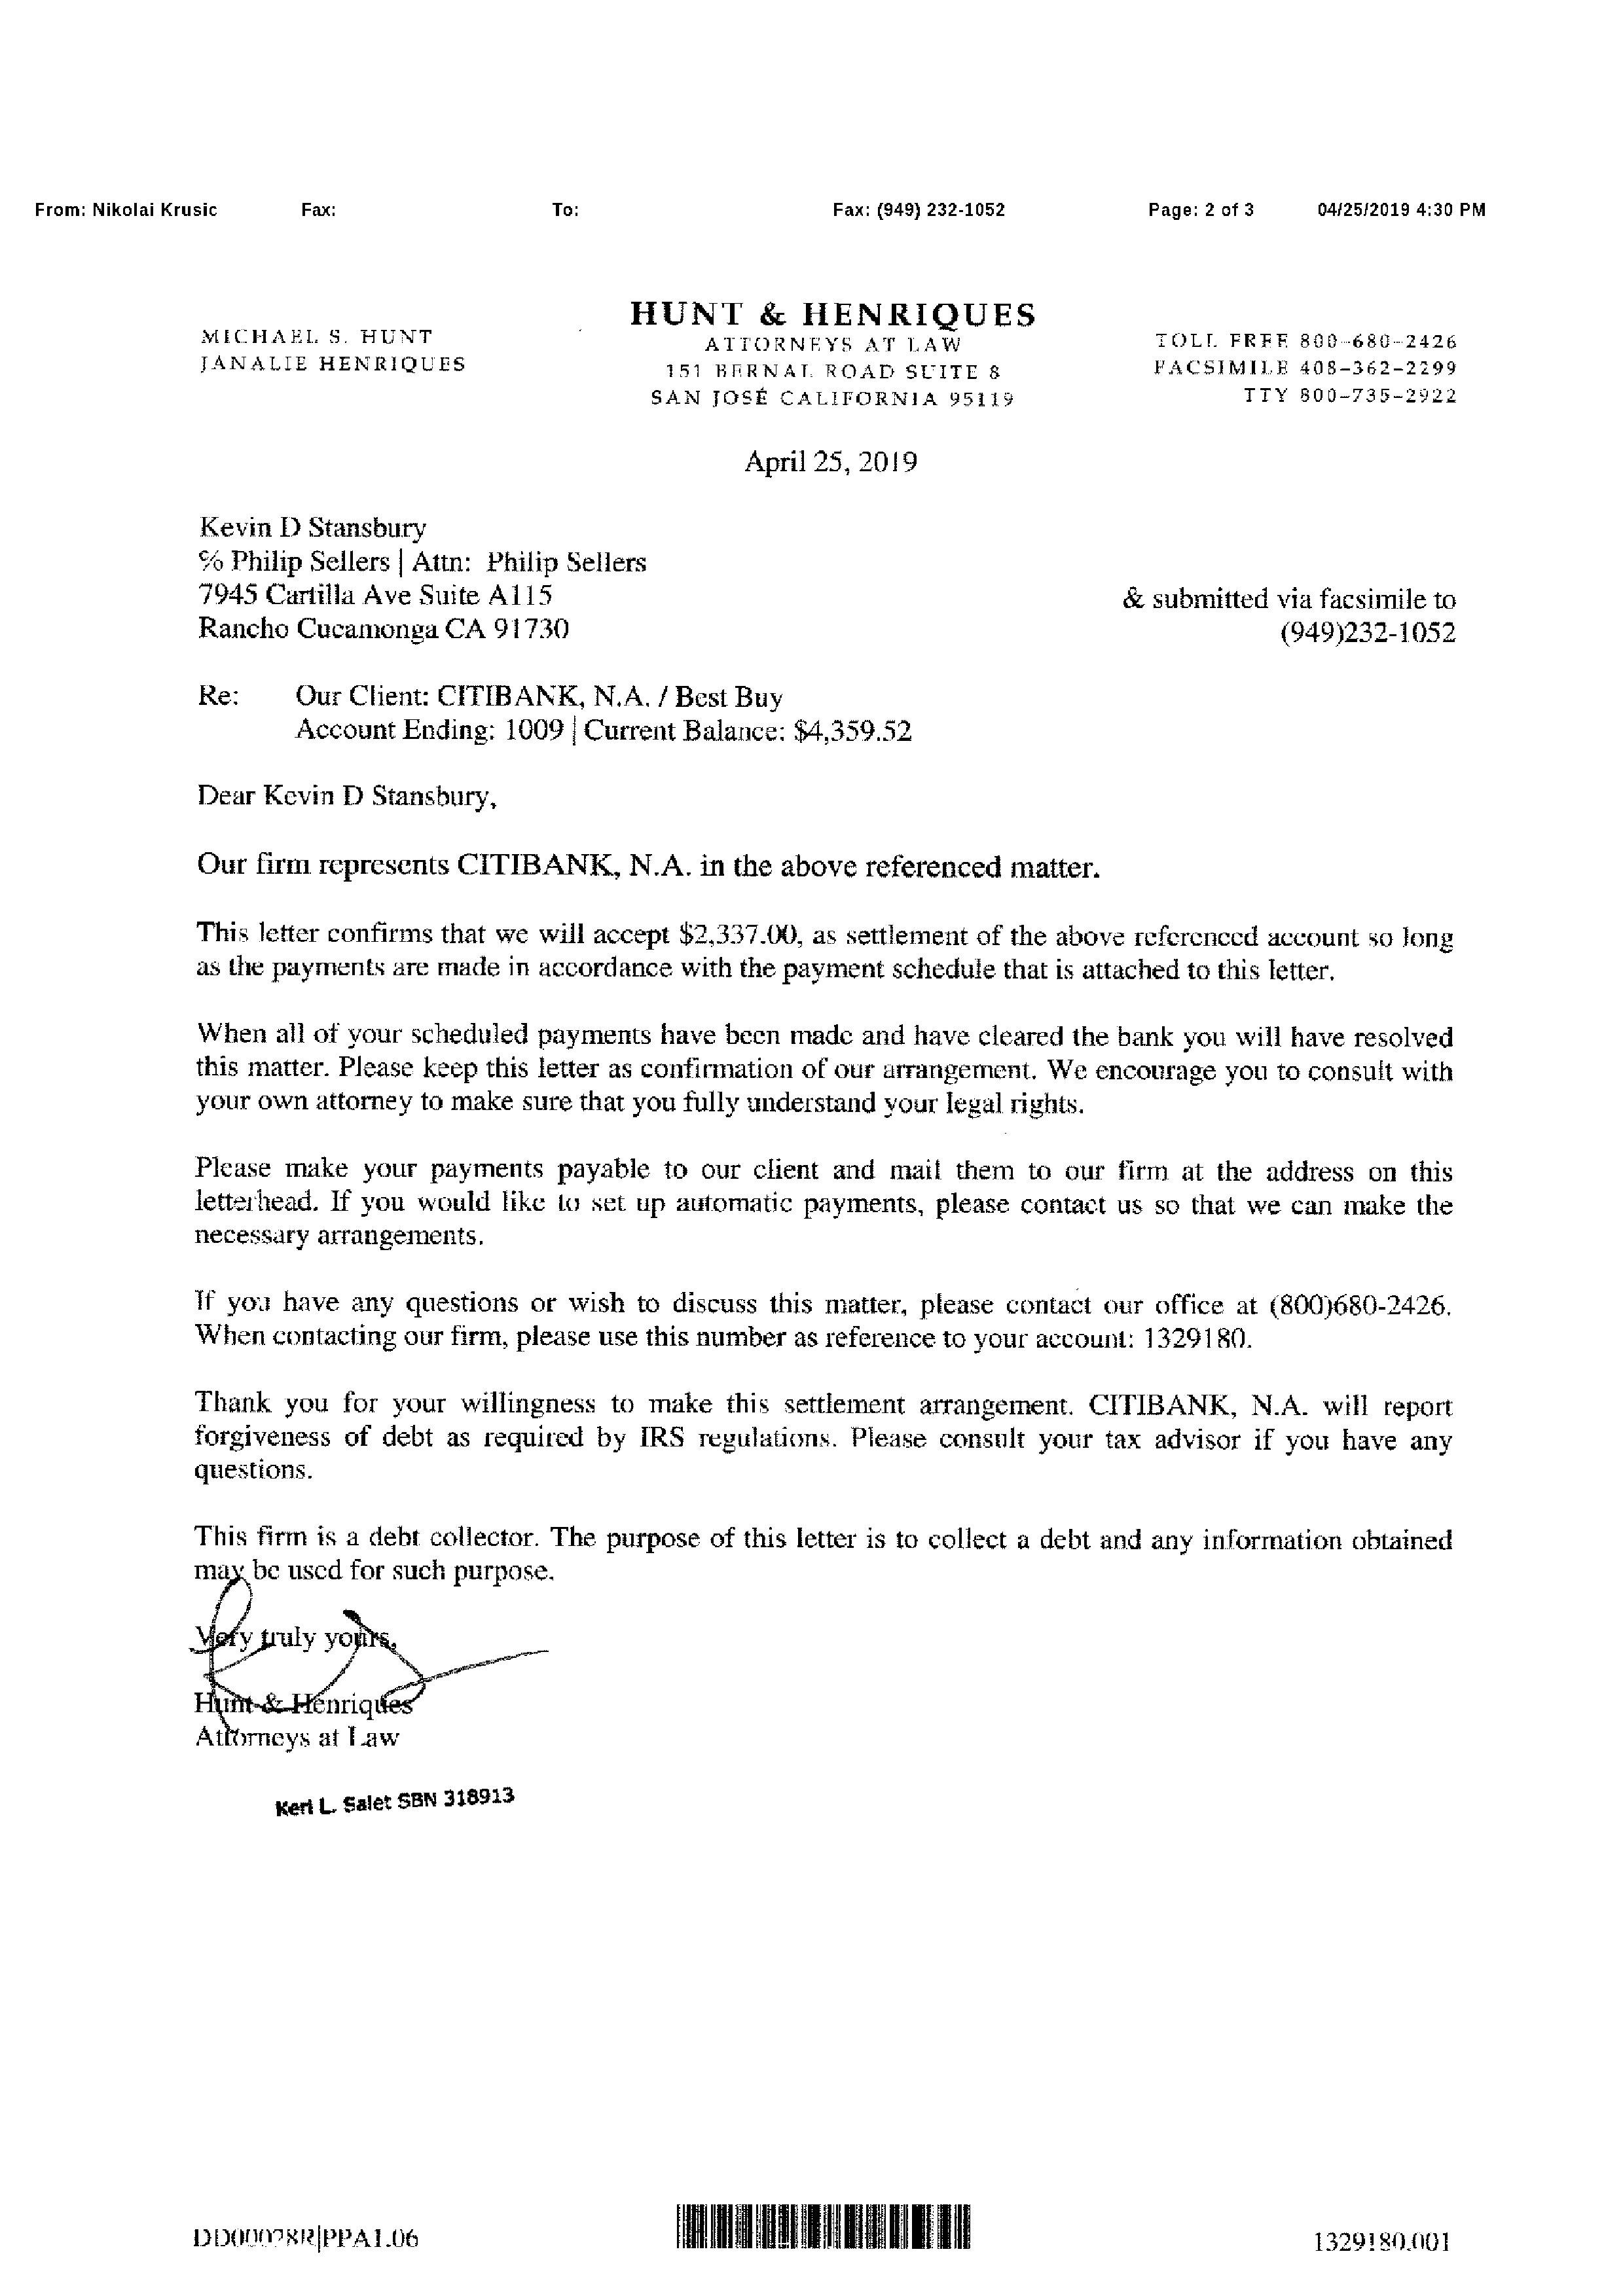 From: Nikolai Krusic Fax: To: Fax: (949) 232-1052 Page: 2 of 3 04/25/2019 4:30 PM
HUNT & HENRIQUES
ATTORNEYS AT LAW
151 BERNAL ROAD SUITE 8
SAN JOSÉ CALIFORNIA 95119
MICHAEL S. HUNT
JANALIE HENRIQUES
TOLL FREE 800-680-2426
FACSIMILE 408-362-2299
TTY 800-735-2922
April 25, 2019
Kevin D Stansbury
℅ Philip Sellers | Attn: Philip Sellers
7945 Cartilla Ave Suite A115
Rancho Cucamonga CA 91730
& submitted via facsimile to
(949)232-1052
Re: Our Client: CITIBANK, N.A. / Best Buy
Account Ending: 1009 | Current Balance: $4,359.52
Dear Kevin D Stansbury,
Our firm represents CITIBANK, N.A. in the above referenced matter.
This letter confirms that we will accept $2,337.00, as settlement of the above referenced account so long
as the payments are made in accordance with the payment schedule that is attached to this letter.
When all of your scheduled payments have been made and have cleared the bank you will have resolved
this matter. Please keep this letter as confirmation of our arrangement. We encourage you to consult with
your own attorney to make sure that you fully understand your legal rights.
Please make your payments payable to our client and mail them to our firm at the address on this
letterhead. If you would like to set up automatic payments, please contact us so that we can make the
necessary arrangements.
If you have any questions or wish to discuss this matter, please contact our office at (800)680-2426.
When contacting our firm, please use this number as reference to your account: 1329180.
Thank you for your willingness to make this settlement arrangement. CITIBANK, N.A. will report
forgiveness of debt as required by IRS regulations. Please consult your tax advisor if you have any
questions.
This firm is a debt collector. The purpose of this letter is to collect a debt and any information obtained
may be used for such purpose.
Very truly yours,
Hunt & Henriques
Attorneys at Law
Keri L. Salet SBN 318913
DD00028R|PPA1.06
1329180.001